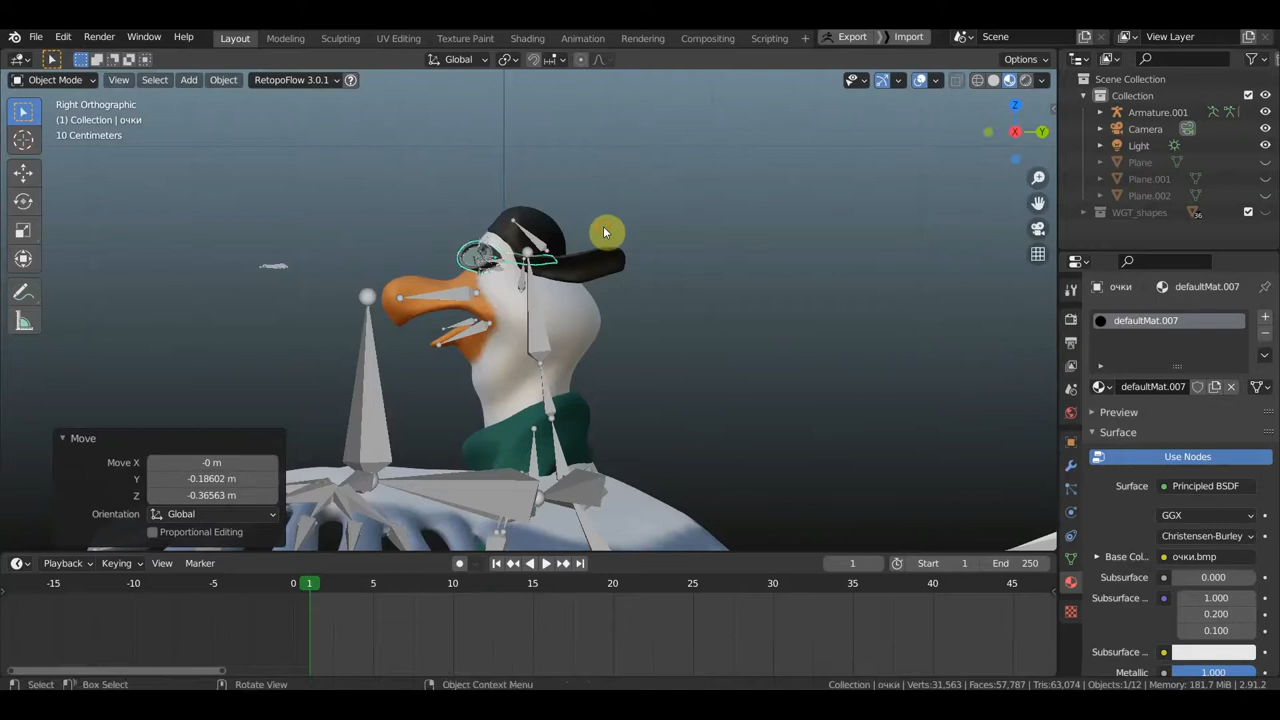 File Edit Render Window Help Layout Modeling Sculpting UV Editing Texture Paint Shading Animation Rendering Compositing Scripting + Export Import Scene View Layer
Global Options
Object Mode View Select Add Object RetopoFlow 3.0.1
Right Orthographic
(1) Collection | очки
10 Centimeters
Z
X
Y
Scene Collection
Collection
Armature.001
Camera
Light
Plane
Plane.001
Plane.002
WGT_shapes 36
очки defaultMat.007
defaultMat.007
defaultMat.007
Preview
Surface
Use Nodes
Surface Principled BSDF
GGX
Christensen-Burley
Base Col... очки.bmp
Subsurface 0.000
Subsurface ... 1.000
0.200
0.100
Subsurface ...
Metallic 1.000
Move
Move X -0 m
Y -0.18602 m
Z -0.36563 m
Orientation Global
Proportional Editing
Playback Keying View Marker 1 Start 1 End 250
-15 -10 -5 0 1 5 10 15 20 25 30 35 40 45
Select Box Select Rotate View Object Context Menu Collection | очки | Verts:31,563 | Faces:57,787 | Tris:63,074 | Objects:1/12 | Memory: 181.7 MiB | 2.91.2